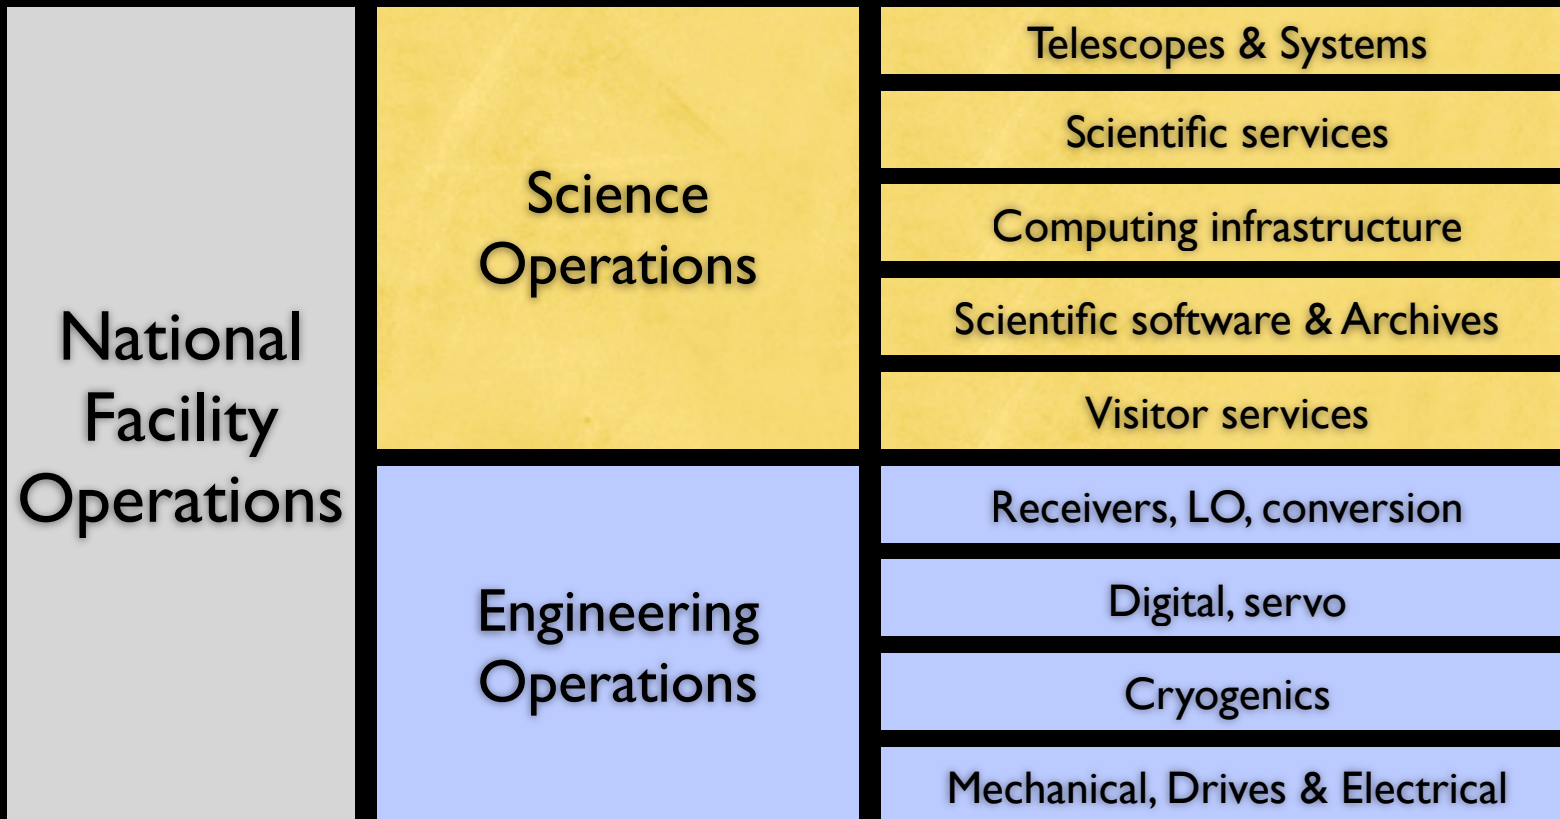 National
Facility
Operations
Science
Operations
Telescopes & Systems
Scientific services
Computing infrastructure
Scientific software & Archives
Visitor services
Engineering
Operations
Receivers, LO, conversion
Digital, servo
Cryogenics
Mechanical, Drives & Electrical